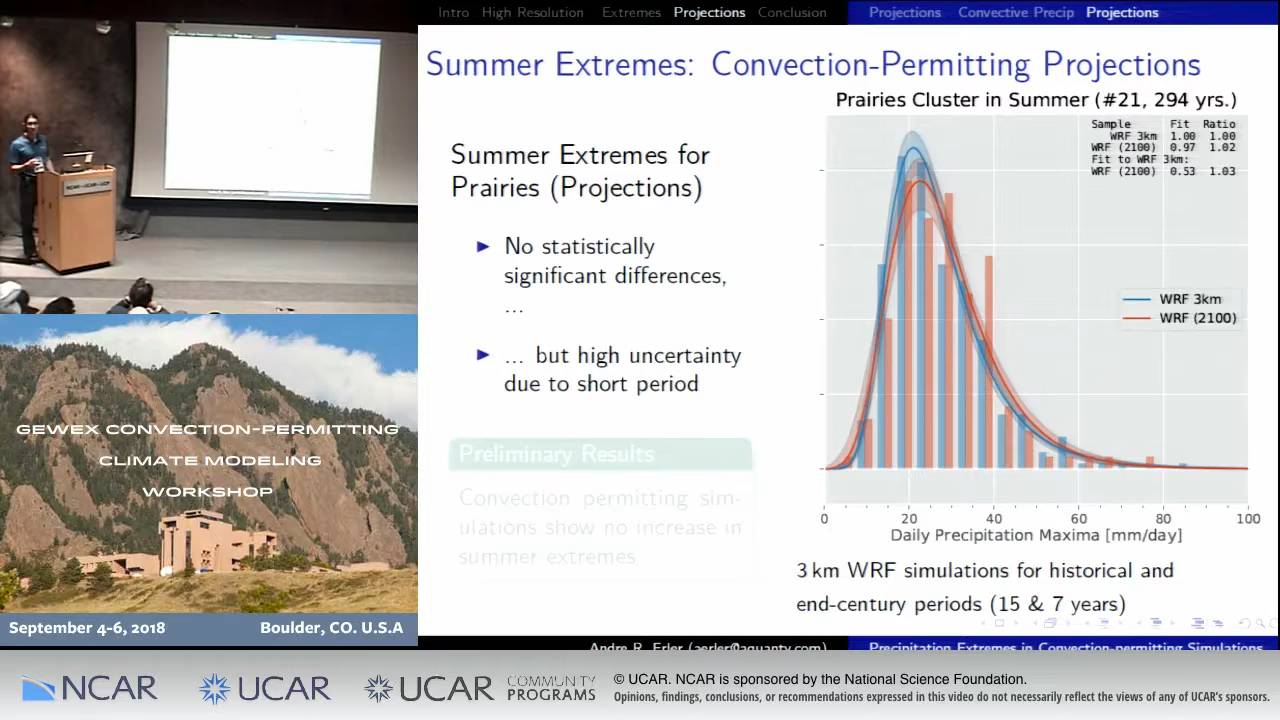 Intro High Resolution Extremes Projections Conclusion
Projections Convective Precip Projections
Summer Extremes: Convection-Permitting Projections
Summer Extremes for
Prairies (Projections)
► No statistically
significant differences,
...
► ... but high uncertainty
due to short period
Preliminary Results
Convection permitting sim-
ulations show no increase in
summer extremes
Prairies Cluster in Summer (#21, 294 yrs.)
Sample Fit Ratio
WRF 3km 1.00 1.00
WRF (2100) 0.97 1.02
Fit to WRF 3km:
WRF (2100) 0.53 1.03
WRF 3km
WRF (2100)
0 20 40 60 80 100
Daily Precipitation Maxima [mm/day]
3 km WRF simulations for historical and
end-century periods (15 & 7 years)
Andre R. Erler (aerler@aquanty.com)
Precipitation Extremes in Convection-permitting Simulations
NCAR-UCAR-UCP
GEWEX CONVECTION-PERMITTING
CLIMATE MODELING
WORKSHOP
September 4-6, 2018 Boulder, CO. U.S.A
NCAR UCAR UCAR COMMUNITY
PROGRAMS
© UCAR. NCAR is sponsored by the National Science Foundation.
Opinions, findings, conclusions, or recommendations expressed in this video do not necessarily reflect the views of any of UCAR's sponsors.